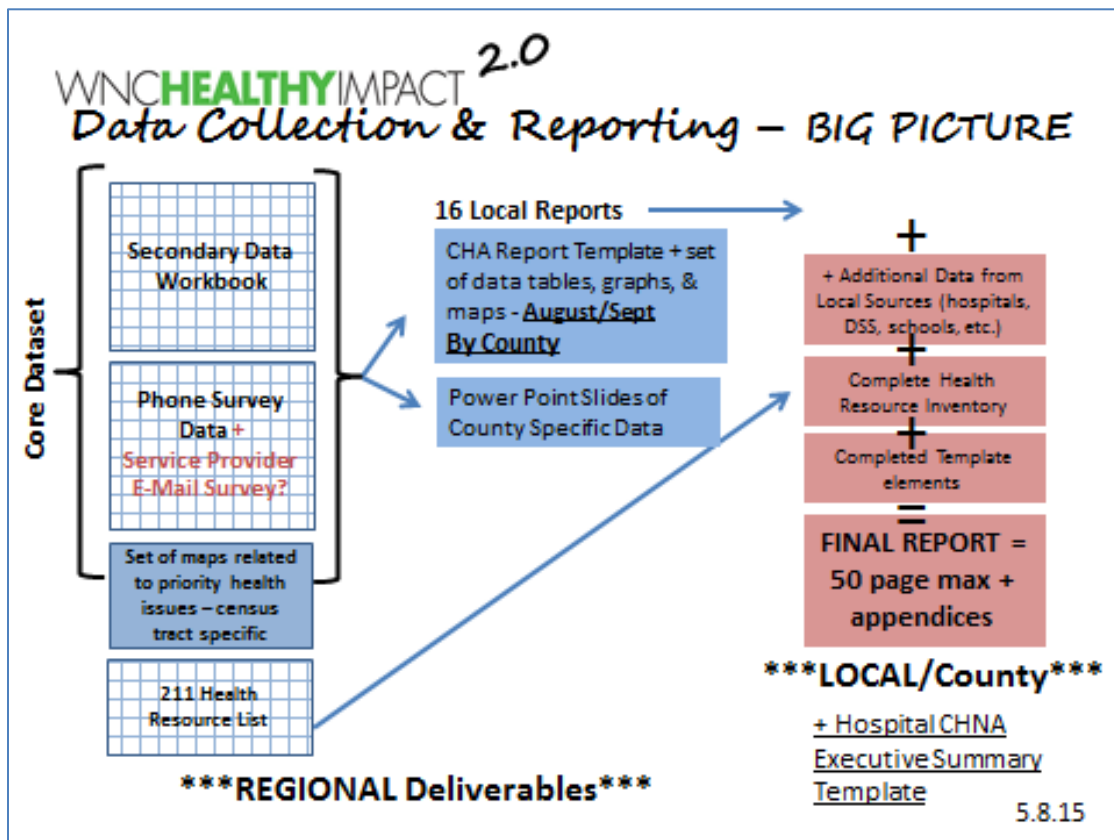 WNCHEALTHYIMPACT 2.0
Data Collection & Reporting – BIG PICTURE
Core Dataset
Secondary Data
Workbook
Phone Survey
Data +
Service Provider
E-Mail Survey?
Set of maps related
to priority health
issues – census
tract specific
211 Health
Resource List
***REGIONAL Deliverables***
16 Local Reports
CHA Report Template + set
of data tables, graphs, &
maps - August/Sept
By County
Power Point Slides of
County Specific Data
+
+ Additional Data from
Local Sources (hospitals,
DSS, schools, etc.)
+
Complete Health
Resource Inventory
+
Completed Template
elements
=
FINAL REPORT =
50 page max +
appendices
***LOCAL/County***
+ Hospital CHNA
Executive Summary
Template
5.8.15